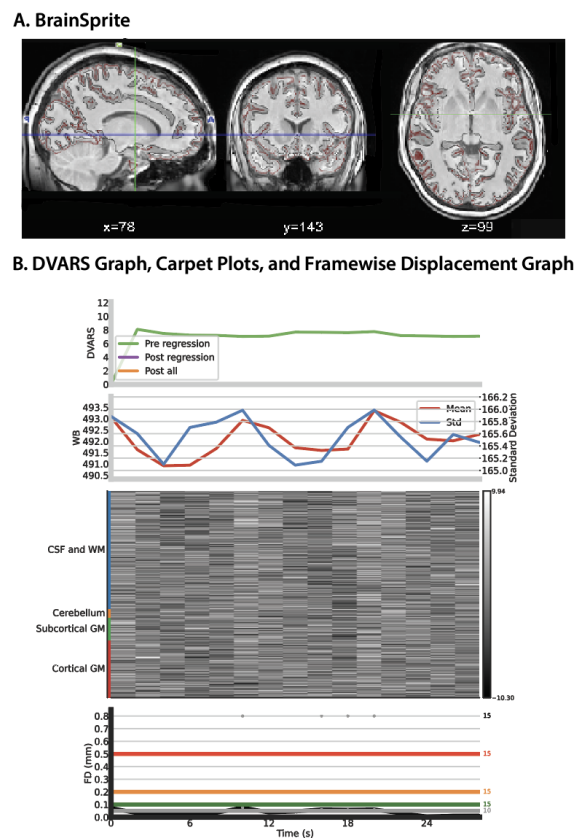 A. BrainSprite
x=78
y=143
z=99
B. DVARS Graph, Carpet Plots, and Framewise Displacement Graph
12
10
8
6
4
2
0
DVARS
Pre regression
Post regression
Post all
493.5
493.0
492.5
492.0
491.5
491.0
490.5
WB
Mean
Std
166.2
166.0
165.8
165.6
165.4
165.2
165.0
Standard Deviation
CSF and WM
Cerebellum
Subcortical GM
Cortical GM
9.94
−10.30
0.8
0.7
0.6
0.5
0.4
0.3
0.2
0.1
0.0
FD (mm)
15
15
15
15
10
0
6
12
18
24
Time (s)